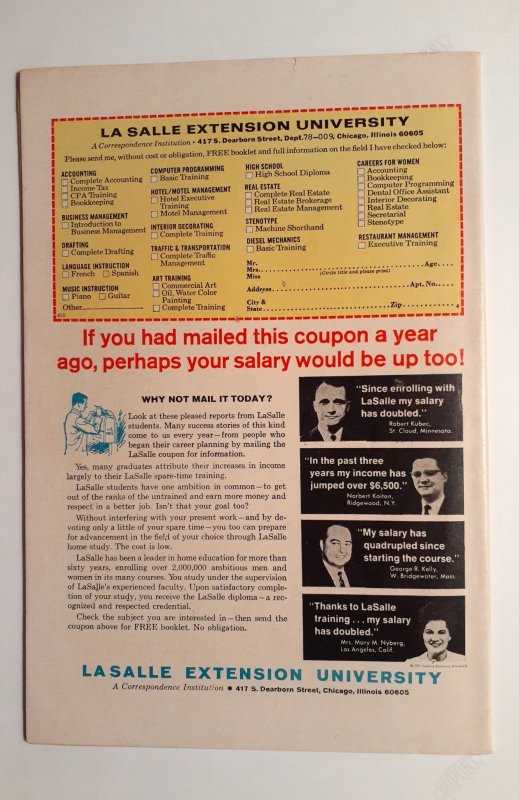 LA SALLE EXTENSION UNIVERSITY
A Correspondence Institution • 417 S. Dearborn Street, Dept. 78-009, Chicago, Illinois 60605
Please send me, without cost or obligation, FREE booklet and full information on the field I have checked below:
ACCOUNTING
Complete Accounting
Income Tax
CPA Training
Bookkeeping
BUSINESS MANAGEMENT
Introduction to
Business Management
DRAFTING
Complete Drafting
LANGUAGE INSTRUCTION
French Spanish
MUSIC INSTRUCTION
Piano Guitar
Other
COMPUTER PROGRAMMING
Basic Training
HOTEL/MOTEL MANAGEMENT
Hotel Executive
Training
Motel Management
INTERIOR DECORATING
Complete Training
TRAFFIC & TRANSPORTATION
Complete Traffic
Management
ART TRAINING
Commercial Art
Oil, Water Color
Painting
Complete Training
HIGH SCHOOL
High School Diploma
REAL ESTATE
Complete Real Estate
Real Estate Brokerage
Real Estate Management
STENOTYPE
Machine Shorthand
DIESEL MECHANICS
Basic Training
CAREERS FOR WOMEN
Accounting
Bookkeeping
Computer Programming
Dental Office Assistant
Interior Decorating
Real Estate
Secretarial
Stenotype
RESTAURANT MANAGEMENT
Executive Training
Mr.
Mrs.
Miss
Age
(Circle title and please print)
Address Apt. No.
City &
State Zip
If you had mailed this coupon a year
ago, perhaps your salary would be up too!
WHY NOT MAIL IT TODAY?
Look at these pleased reports from LaSalle
students. Many success stories of this kind
come to us every year—from people who
began their career planning by mailing the
LaSalle coupon for information.
Yes, many graduates attribute their increases in income
largely to their LaSalle spare-time training.
LaSalle students have one ambition in common—to get
out of the ranks of the untrained and earn more money and
respect in a better job. Isn't that your goal too?
Without interfering with your present work—and by de-
voting only a little of your spare time—you too can prepare
for advancement in the field of your choice through LaSalle
home study. The cost is low.
LaSalle has been a leader in home education for more than
sixty years, enrolling over 2,000,000 ambitious men and
women in its many courses. You study under the supervision
of LaSalle's experienced faculty. Upon satisfactory comple-
tion of your study, you receive the LaSalle diploma—a rec-
ognized and respected credential.
Check the subject you are interested in—then send the
coupon above for FREE booklet. No obligation.
"Since enrolling with
LaSalle my salary
has doubled."
Robert Kubec,
St. Cloud, Minnesota.
"In the past three
years my income has
jumped over $6,500."
Norbert Kaiton,
Ridgewood, N.Y.
"My salary has
quadrupled since
starting the course."
George R. Kelly,
W. Bridgewater, Mass.
"Thanks to LaSalle
training...my salary
has doubled."
Mrs. Mary M. Nyberg,
Los Angeles, Calif.
LASALLE EXTENSION UNIVERSITY
A Correspondence Institution • 417 S. Dearborn Street, Chicago, Illinois 60605